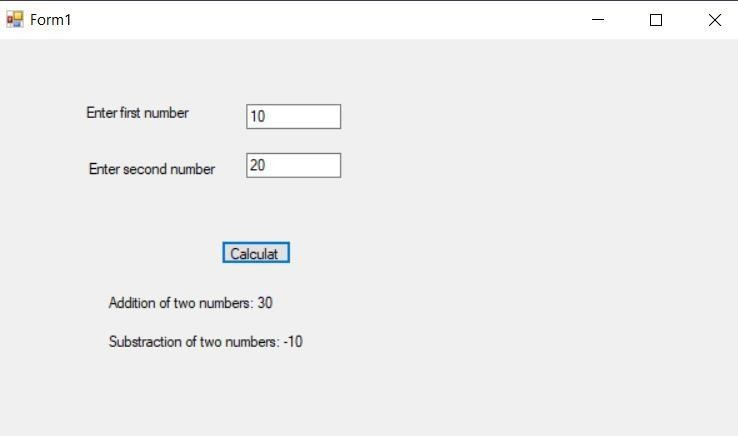 Form1
Enter first number 10
Enter second number 20
Calculat
Addition of two numbers: 30
Substraction of two numbers: -10